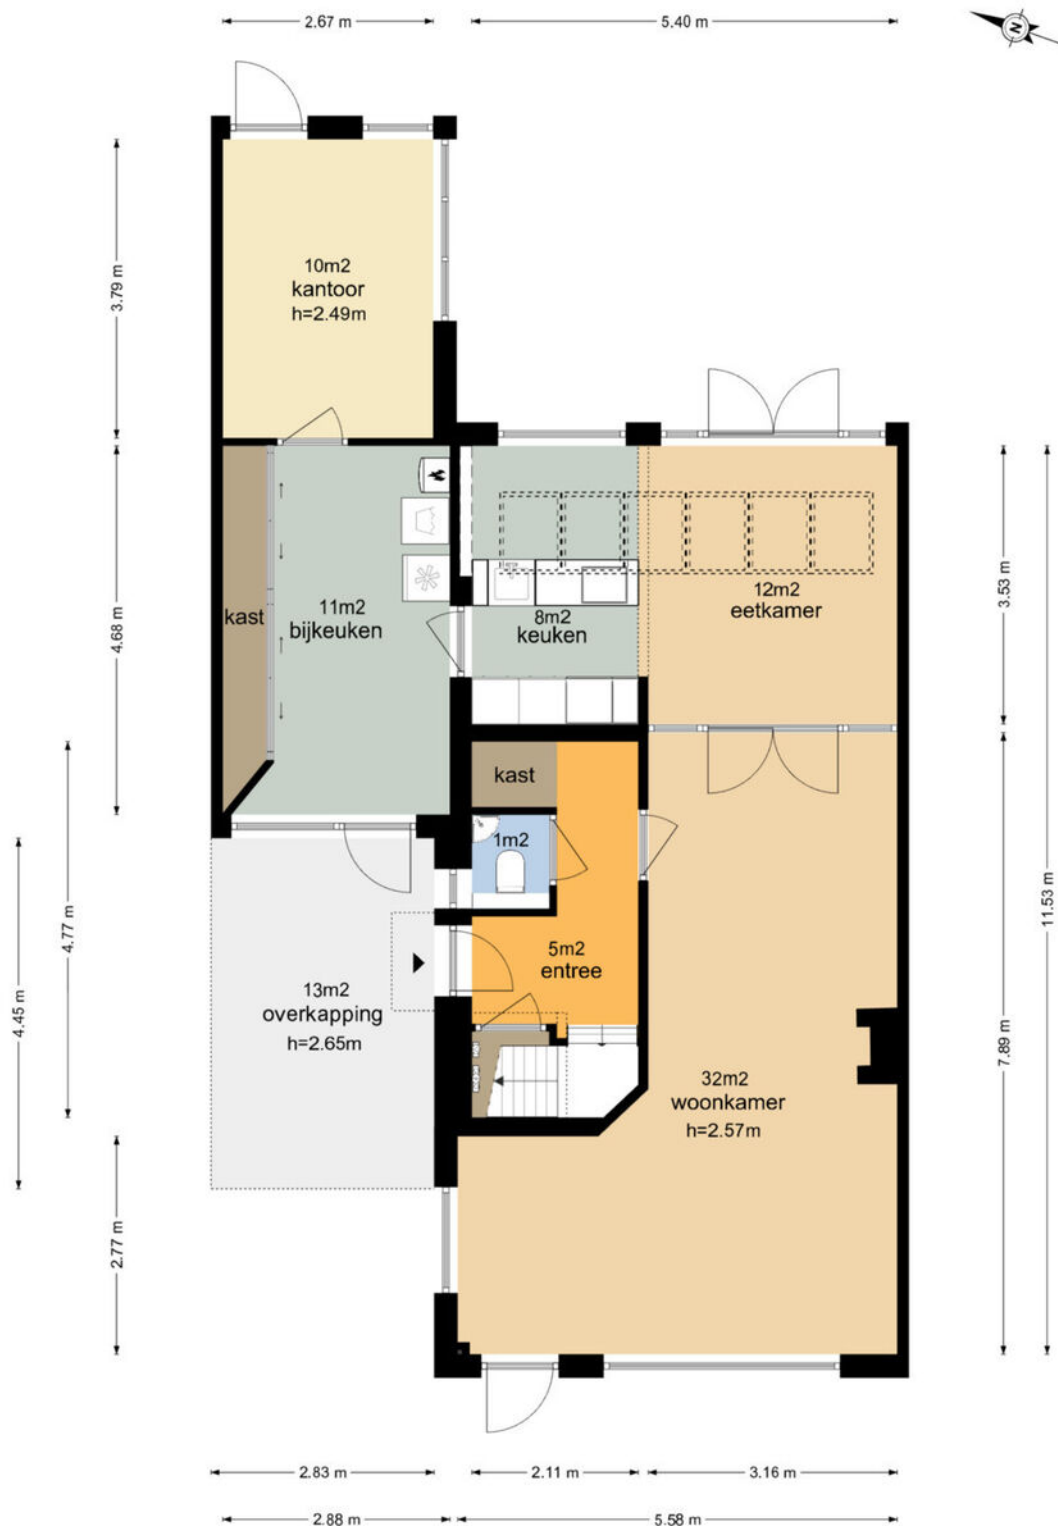 2.67 m
5.40 m
N
10m2
kantoor
h=2.49m
3.79 m
4.68 m
kast
11m2
bijkeuken
8m2
keuken
12m2
eetkamer
3.53 m
kast
1m2
5m2
entree
13m2
overkapping
h=2.65m
32m2
woonkamer
h=2.57m
4.77 m
4.45 m
2.77 m
11.53 m
7.89 m
2.83 m
2.11 m
3.16 m
2.88 m
5.58 m